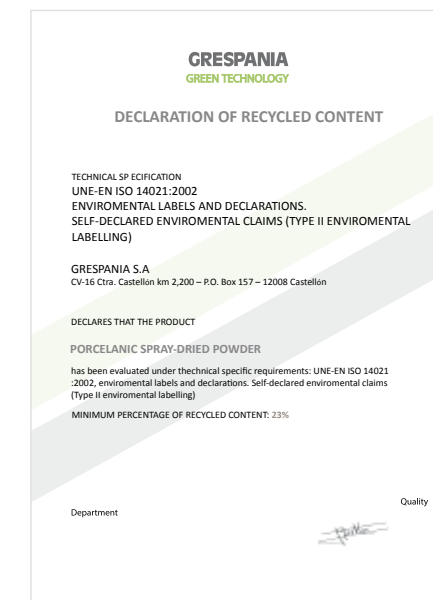 GRESPANIA
GREEN TECHNOLOGY
DECLARATION OF RECYCLED CONTENT
TECHNICAL SP ECIFICATION
UNE-EN ISO 14021:2002
ENVIROMENTAL LABELS AND DECLARATIONS.
SELF-DECLARED ENVIROMENTAL CLAIMS (TYPE II ENVIROMENTAL
LABELLING)
GRESPANIA S.A
CV-16 Ctra. Castellón km 2,200 – P.O. Box 157 – 12008 Castellón
DECLARES THAT THE PRODUCT
PORCELANIC SPRAY-DRIED POWDER
has been evaluated under thechnical specific requirements: UNE-EN ISO 14021
:2002, enviromental labels and declarations. Self-declared enviromental claims
(Type II enviromental labelling)
MINIMUM PERCENTAGE OF RECYCLED CONTENT: 23%
Quality
Department